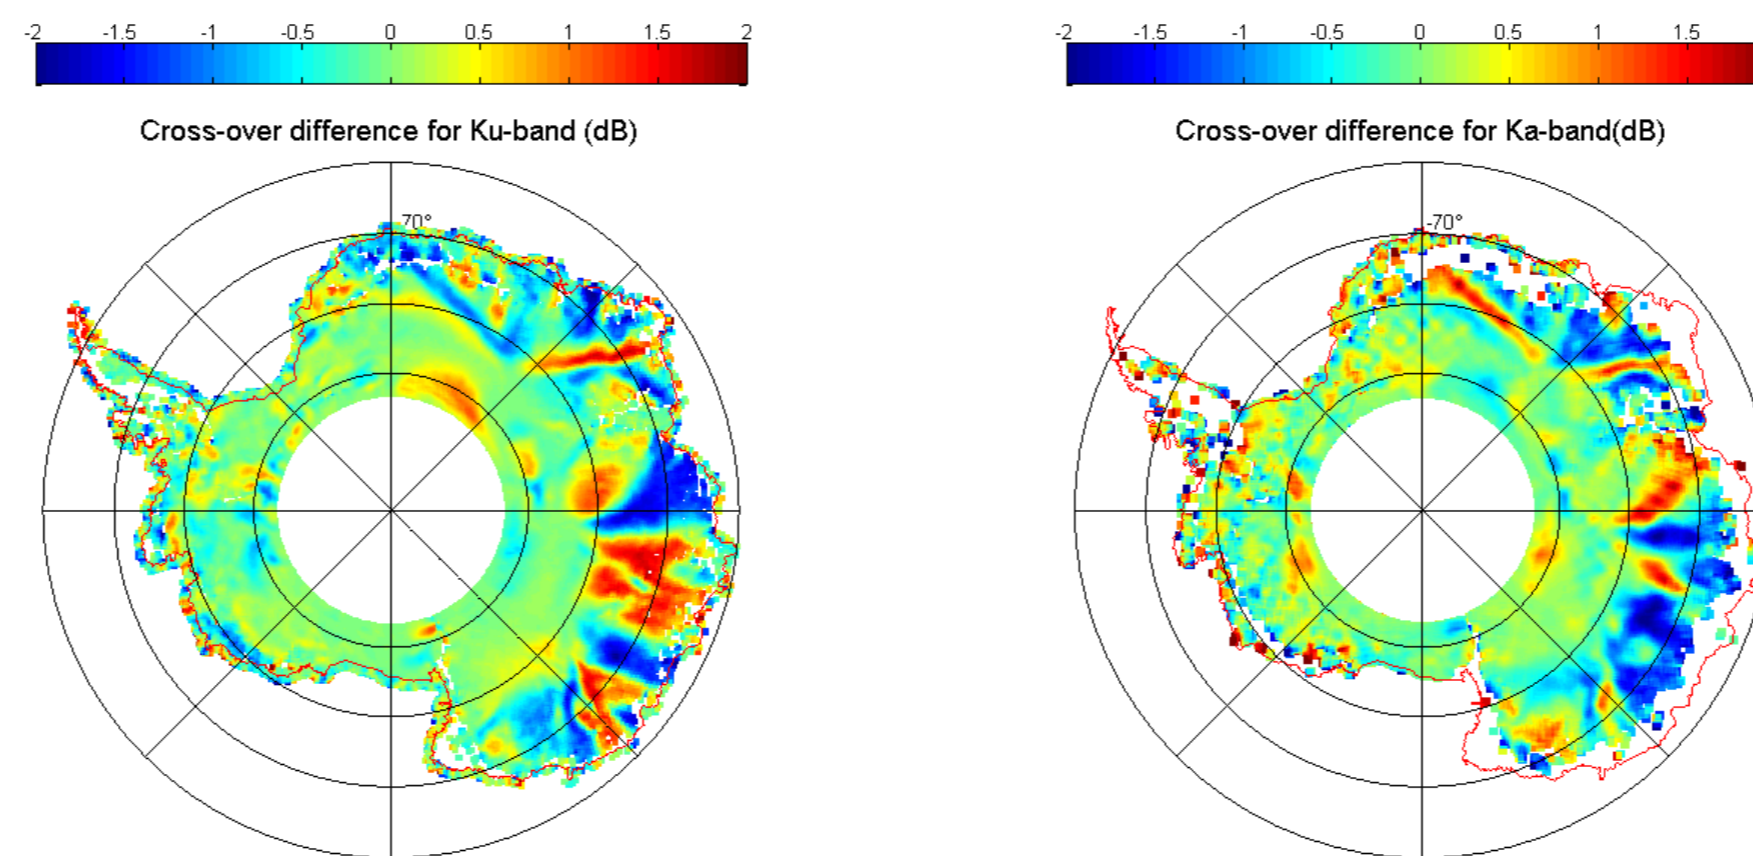 -2 -1.5 -1 -0.5 0 0.5 1 1.5 2
Cross-over difference for Ku-band (dB)
70°
-2 -1.5 -1 -0.5 0 0.5 1 1.5
Cross-over difference for Ka-band(dB)
-70°